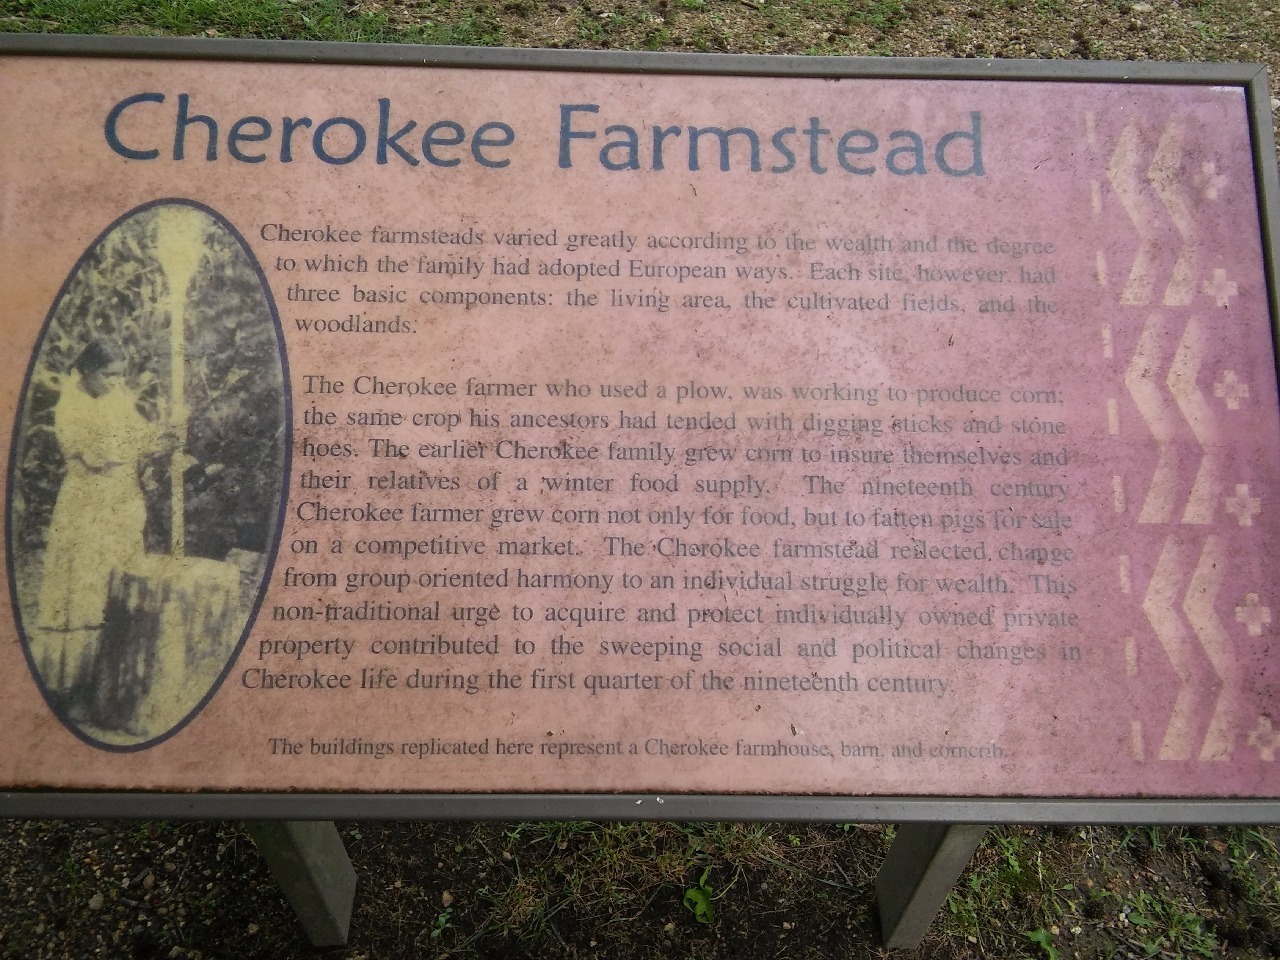 Cherokee Farmstead
Cherokee farmsteads varied greatly according to the wealth and the degree
to which the family had adopted European ways. Each site, however, had
three basic components: the living area, the cultivated fields, and the
woodlands.
The Cherokee farmer who used a plow, was working to produce corn;
the same crop his ancestors had tended with digging sticks and stone
hoes. The earlier Cherokee family grew corn to insure themselves and
their relatives of a winter food supply. The nineteenth century
Cherokee farmer grew corn not only for food, but to fatten pigs for sale
on a competitive market. The Cherokee farmstead reflected change
from group oriented harmony to an individual struggle for wealth. This
non-traditional urge to acquire and protect individually owned private
property contributed to the sweeping social and political changes in
Cherokee life during the first quarter of the nineteenth century.
The buildings replicated here represent a Cherokee farmhouse, barn, and corncrib.